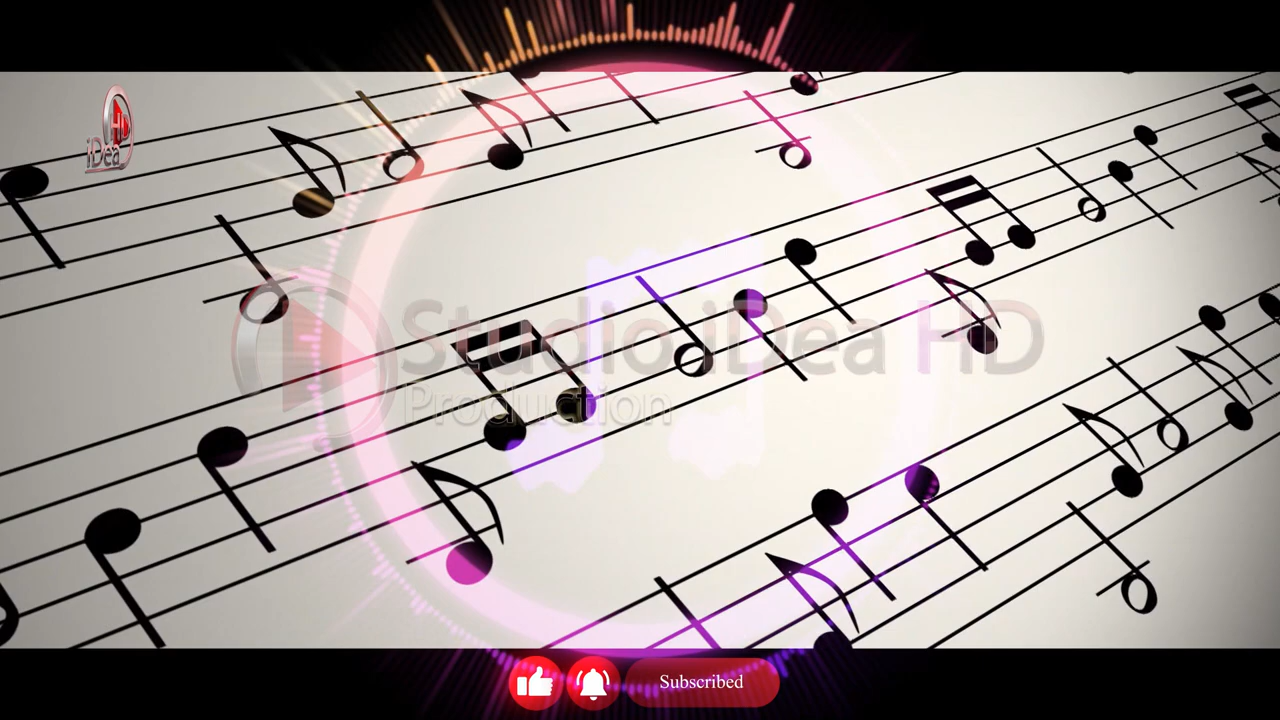 HD
iDea
Studio iDea HD
Production
Subscribed